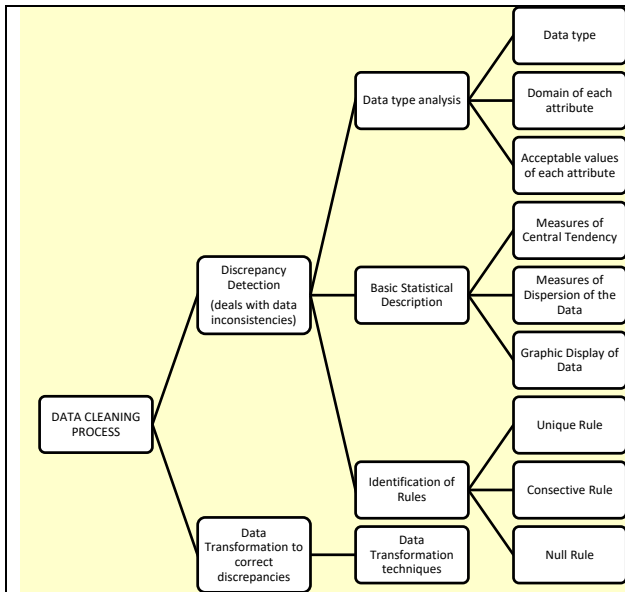 Data type
Data type analysis
Domain of each
attribute
Acceptable values
of each attribute
Measures of
Central Tendency
Discrepancy
Detection
(deals with data
inconsistencies)
Basic Statistical
Description
Measures of
Dispersion of the
Data
Graphic Display of
Data
DATA CLEANING
PROCESS
Unique Rule
Identification of
Rules
Consective Rule
Null Rule
Data
Transformation to
correct
discrepancies
Data
Transformation
techniques